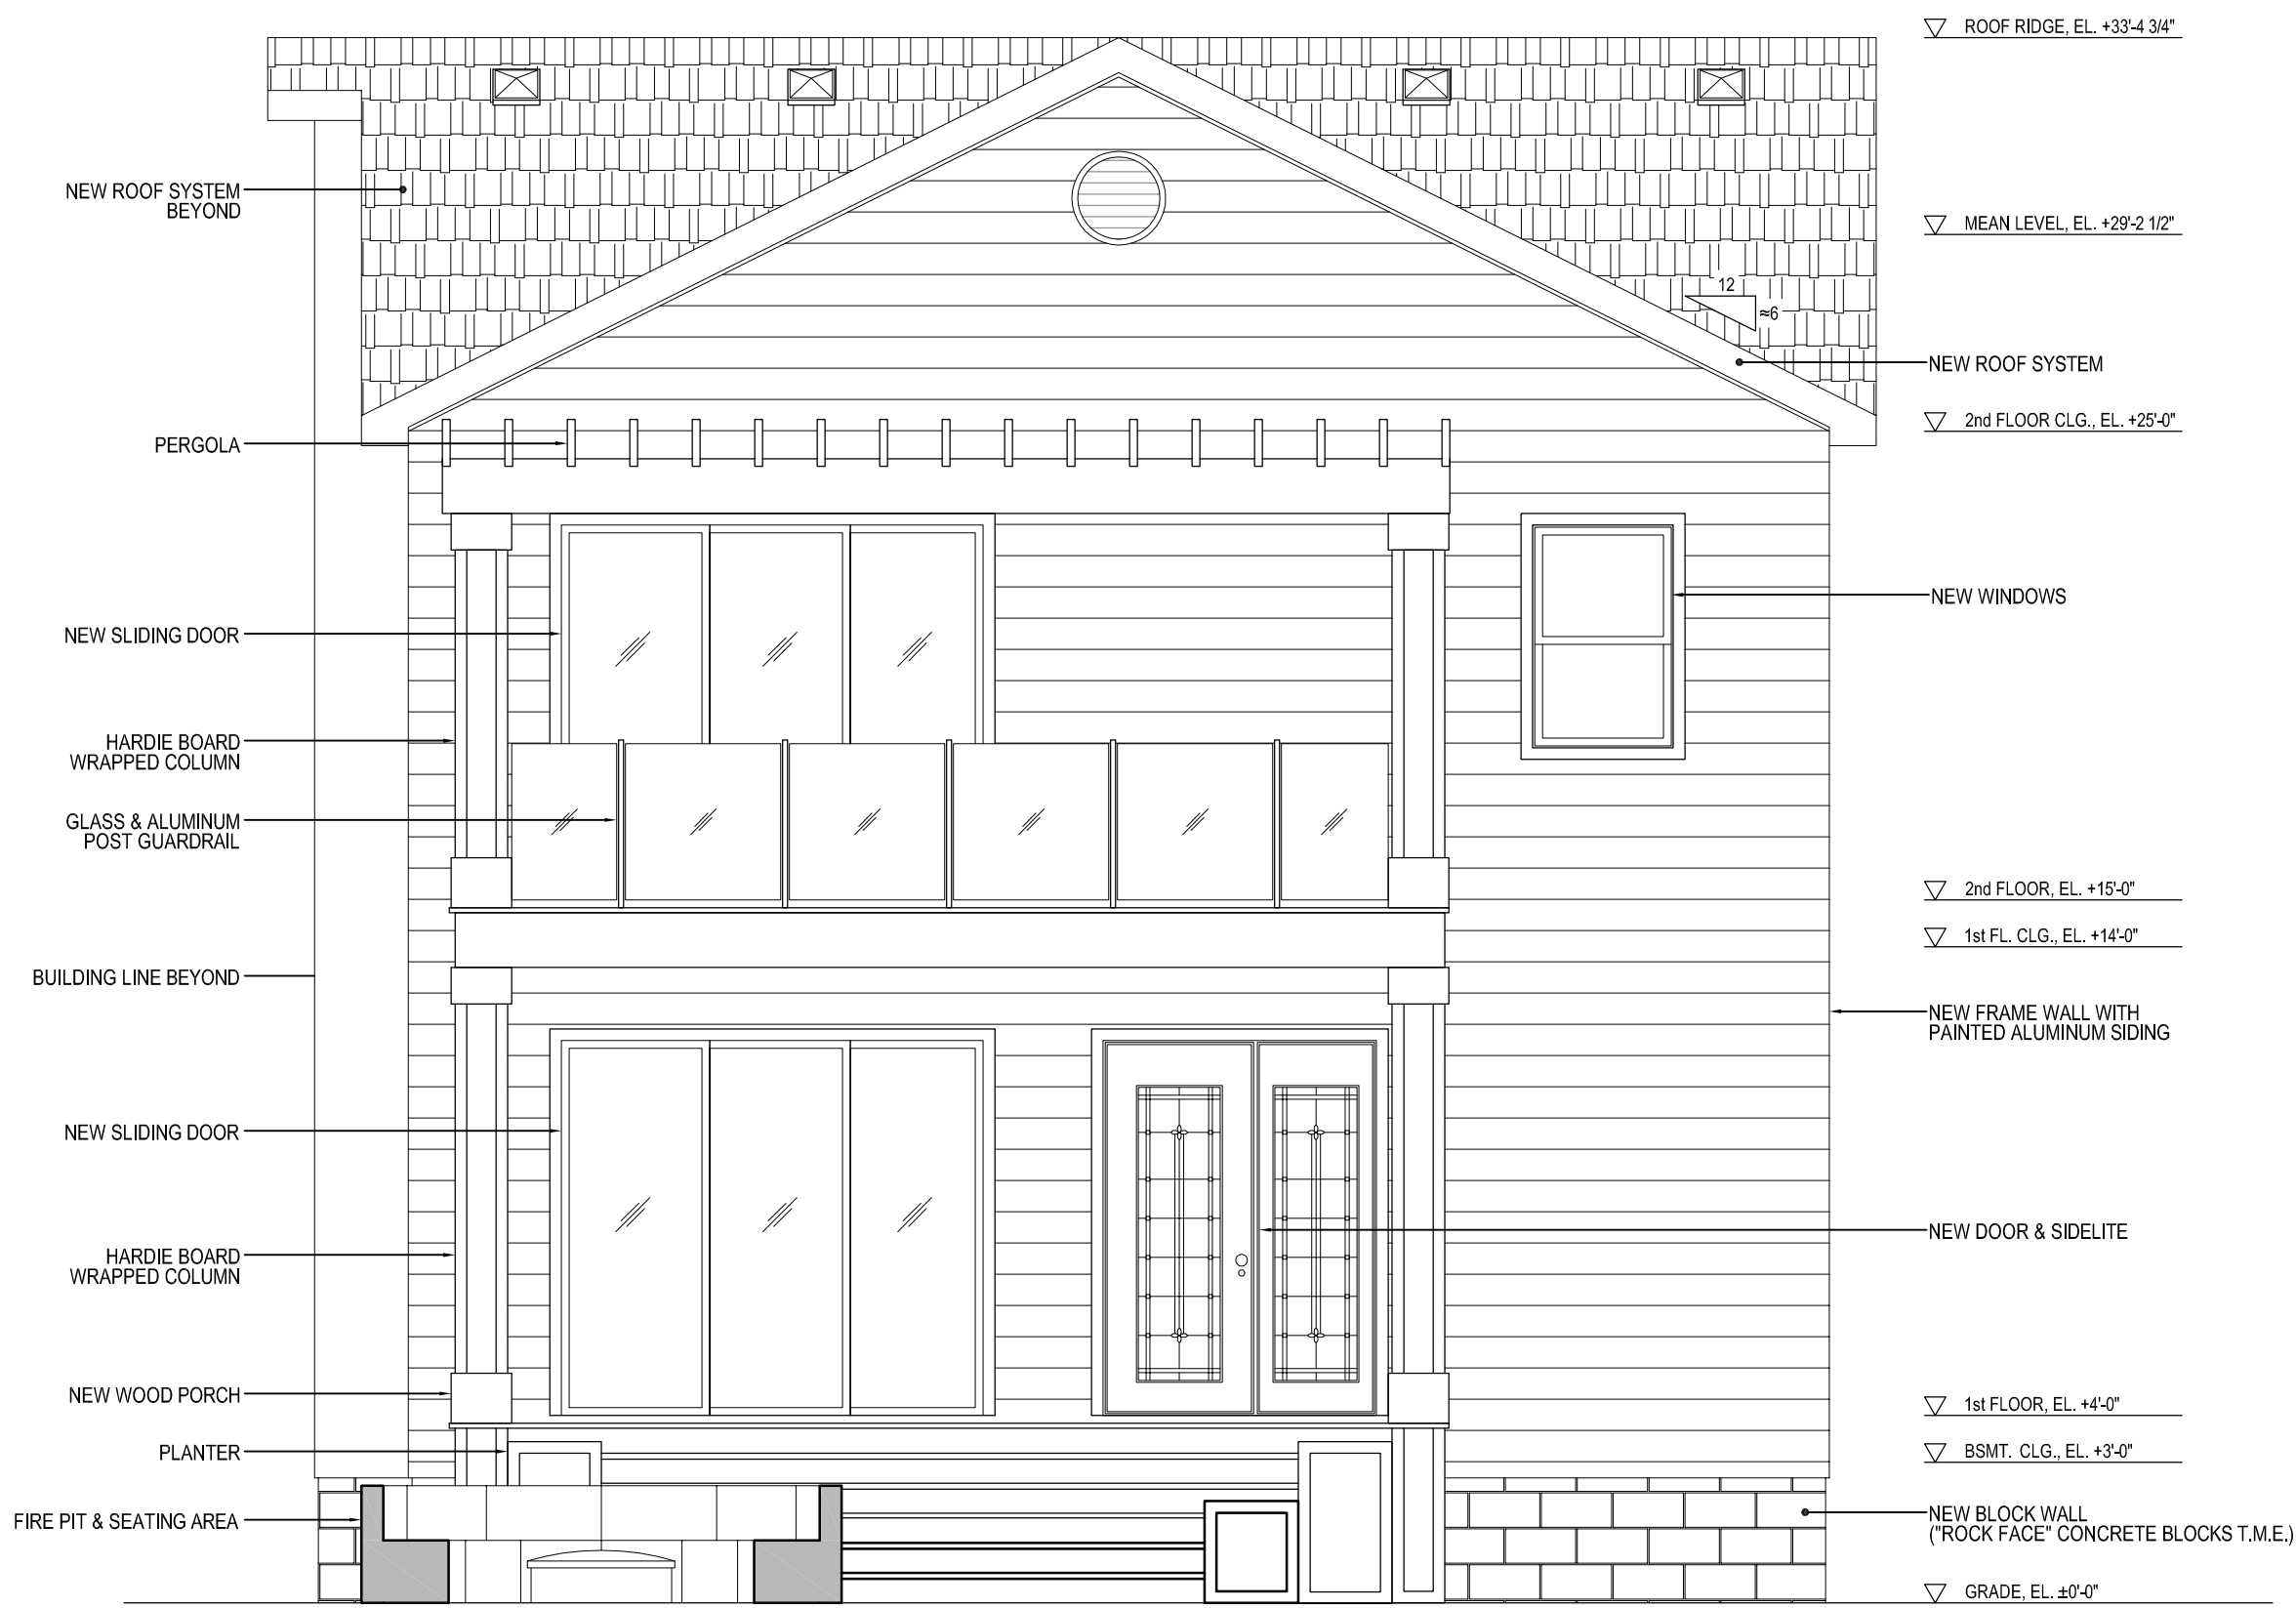 ROOF RIDGE, EL. +33'-4 3/4"
NEW ROOF SYSTEM
BEYOND
MEAN LEVEL, EL. +29'-2 1/2"
12
≈6
NEW ROOF SYSTEM
2nd FLOOR CLG., EL. +25'-0"
PERGOLA
NEW WINDOWS
NEW SLIDING DOOR
HARDIE BOARD
WRAPPED COLUMN
GLASS & ALUMINUM
POST GUARDRAIL
2nd FLOOR, EL. +15'-0"
1st FL. CLG., EL. +14'-0"
BUILDING LINE BEYOND
NEW FRAME WALL WITH
PAINTED ALUMINUM SIDING
NEW SLIDING DOOR
NEW DOOR & SIDELITE
HARDIE BOARD
WRAPPED COLUMN
NEW WOOD PORCH
1st FLOOR, EL. +4'-0"
PLANTER
BSMT. CLG., EL. +3'-0"
FIRE PIT & SEATING AREA
NEW BLOCK WALL
("ROCK FACE" CONCRETE BLOCKS T.M.E.)
GRADE, EL. ±0'-0"